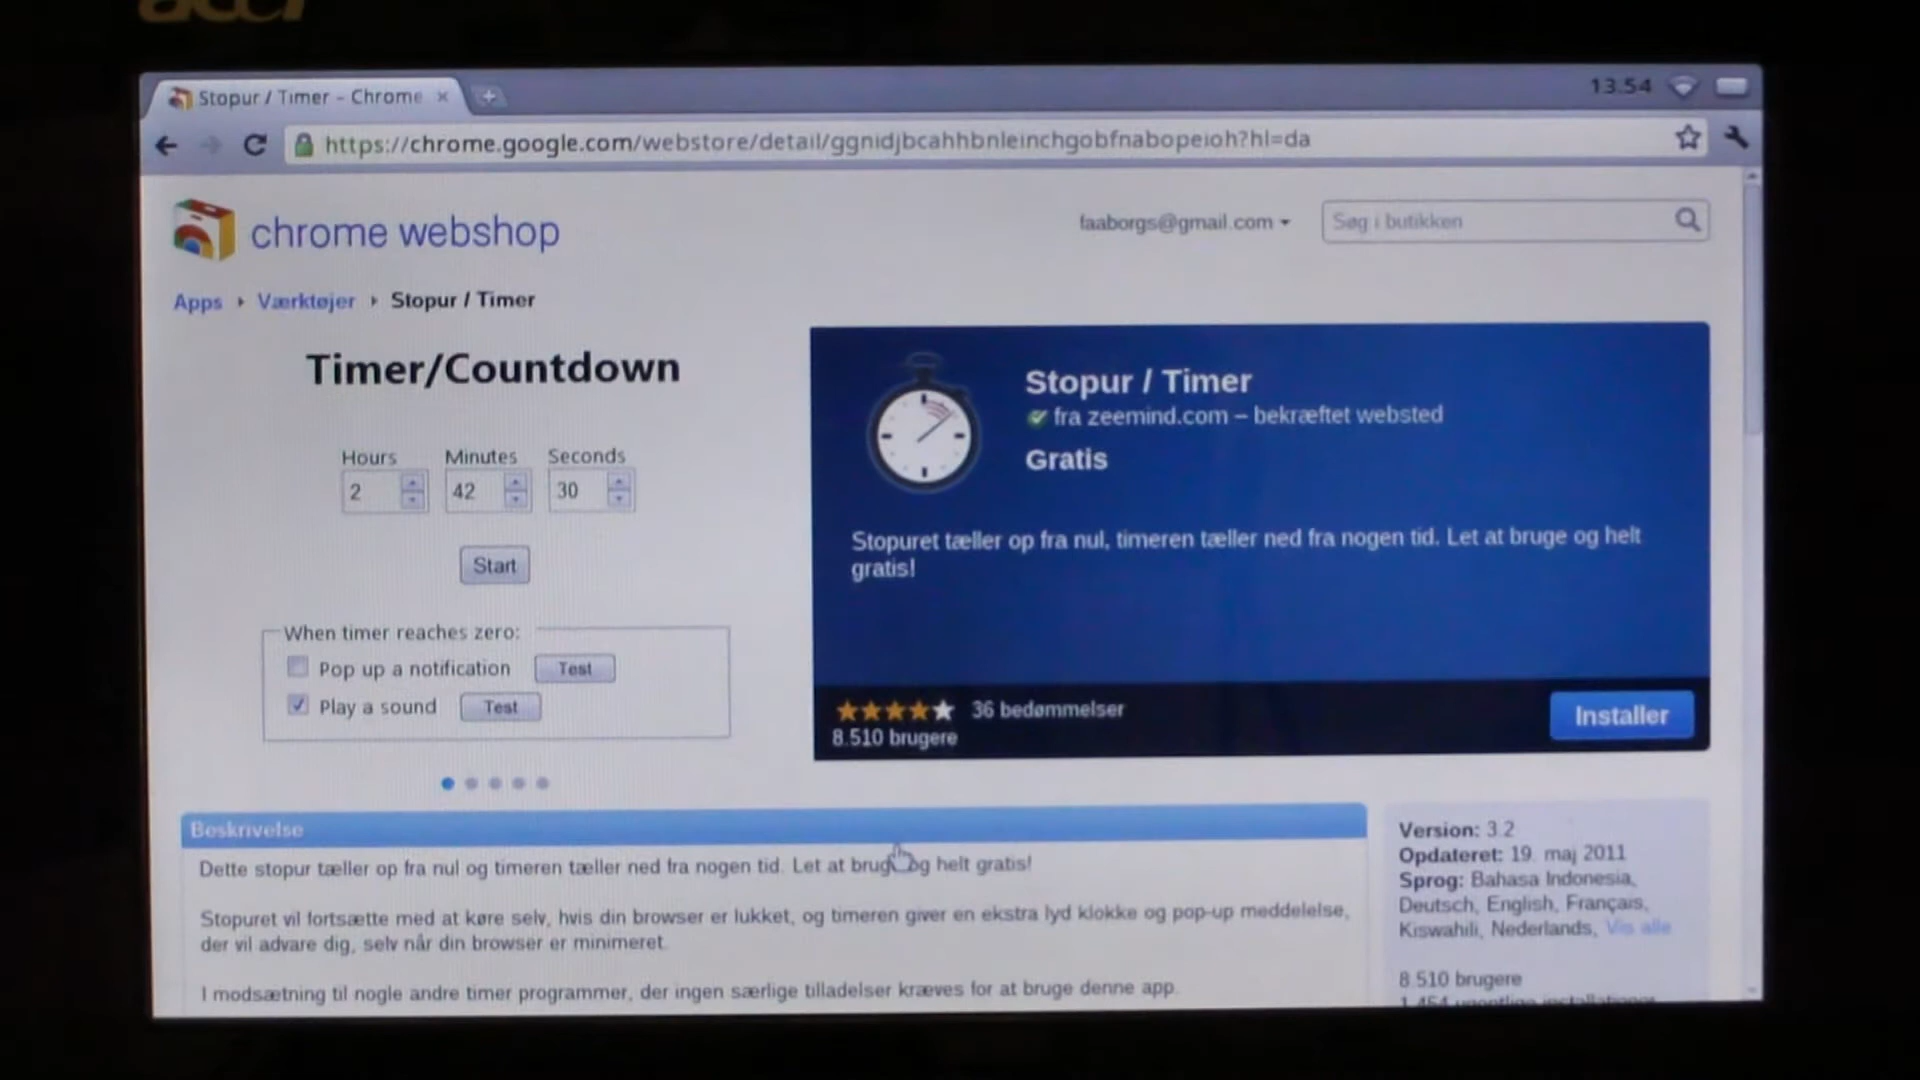 acer
Stopur / Timer - Chrome
13:54
https://chrome.google.com/webstore/detail/ggnidjbcahhbnleinchgobfnabopeioh?hl=da
chrome webshop
faaborgs@gmail.com
Søg i butikken
Apps Værktøjer Stopur / Timer
Timer/Countdown
Hours Minutes Seconds
2 42 30
Start
When timer reaches zero:
Pop up a notification Test
Play a sound Test
Stopur / Timer
fra zeemind.com – bekræftet websted
Gratis
Stopuret tæller op fra nul, timeren tæller ned fra nogen tid. Let at bruge og helt
gratis!
36 bedømmelser
8.510 brugere
Installer
Beskrivelse
Dette stopur tæller op fra nul og timeren tæller ned fra nogen tid. Let at brug og helt gratis!
Stopuret vil fortsætte med at køre selv, hvis din browser er lukket, og timeren giver en ekstra lyd klokke og pop-up meddelelse,
der vil advare dig, selv når din browser er minimeret.
I modsætning til nogle andre timer programmer, der ingen særlige tilladelser kræves for at bruge denne app.
Version: 3.2
Opdateret: 19. maj 2011
Sprog: Bahasa Indonesia,
Deutsch, English, Français,
Kiswahili, Nederlands, Vis alle
8.510 brugere
1.454 ugentlige installationer